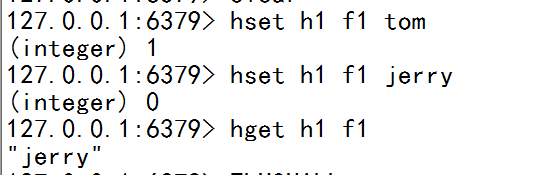 127.0.0.1:6379> hset h1 f1 tom
(integer) 1
127.0.0.1:6379> hset h1 f1 jerry
(integer) 0
127.0.0.1:6379> hget h1 f1
"jerry"